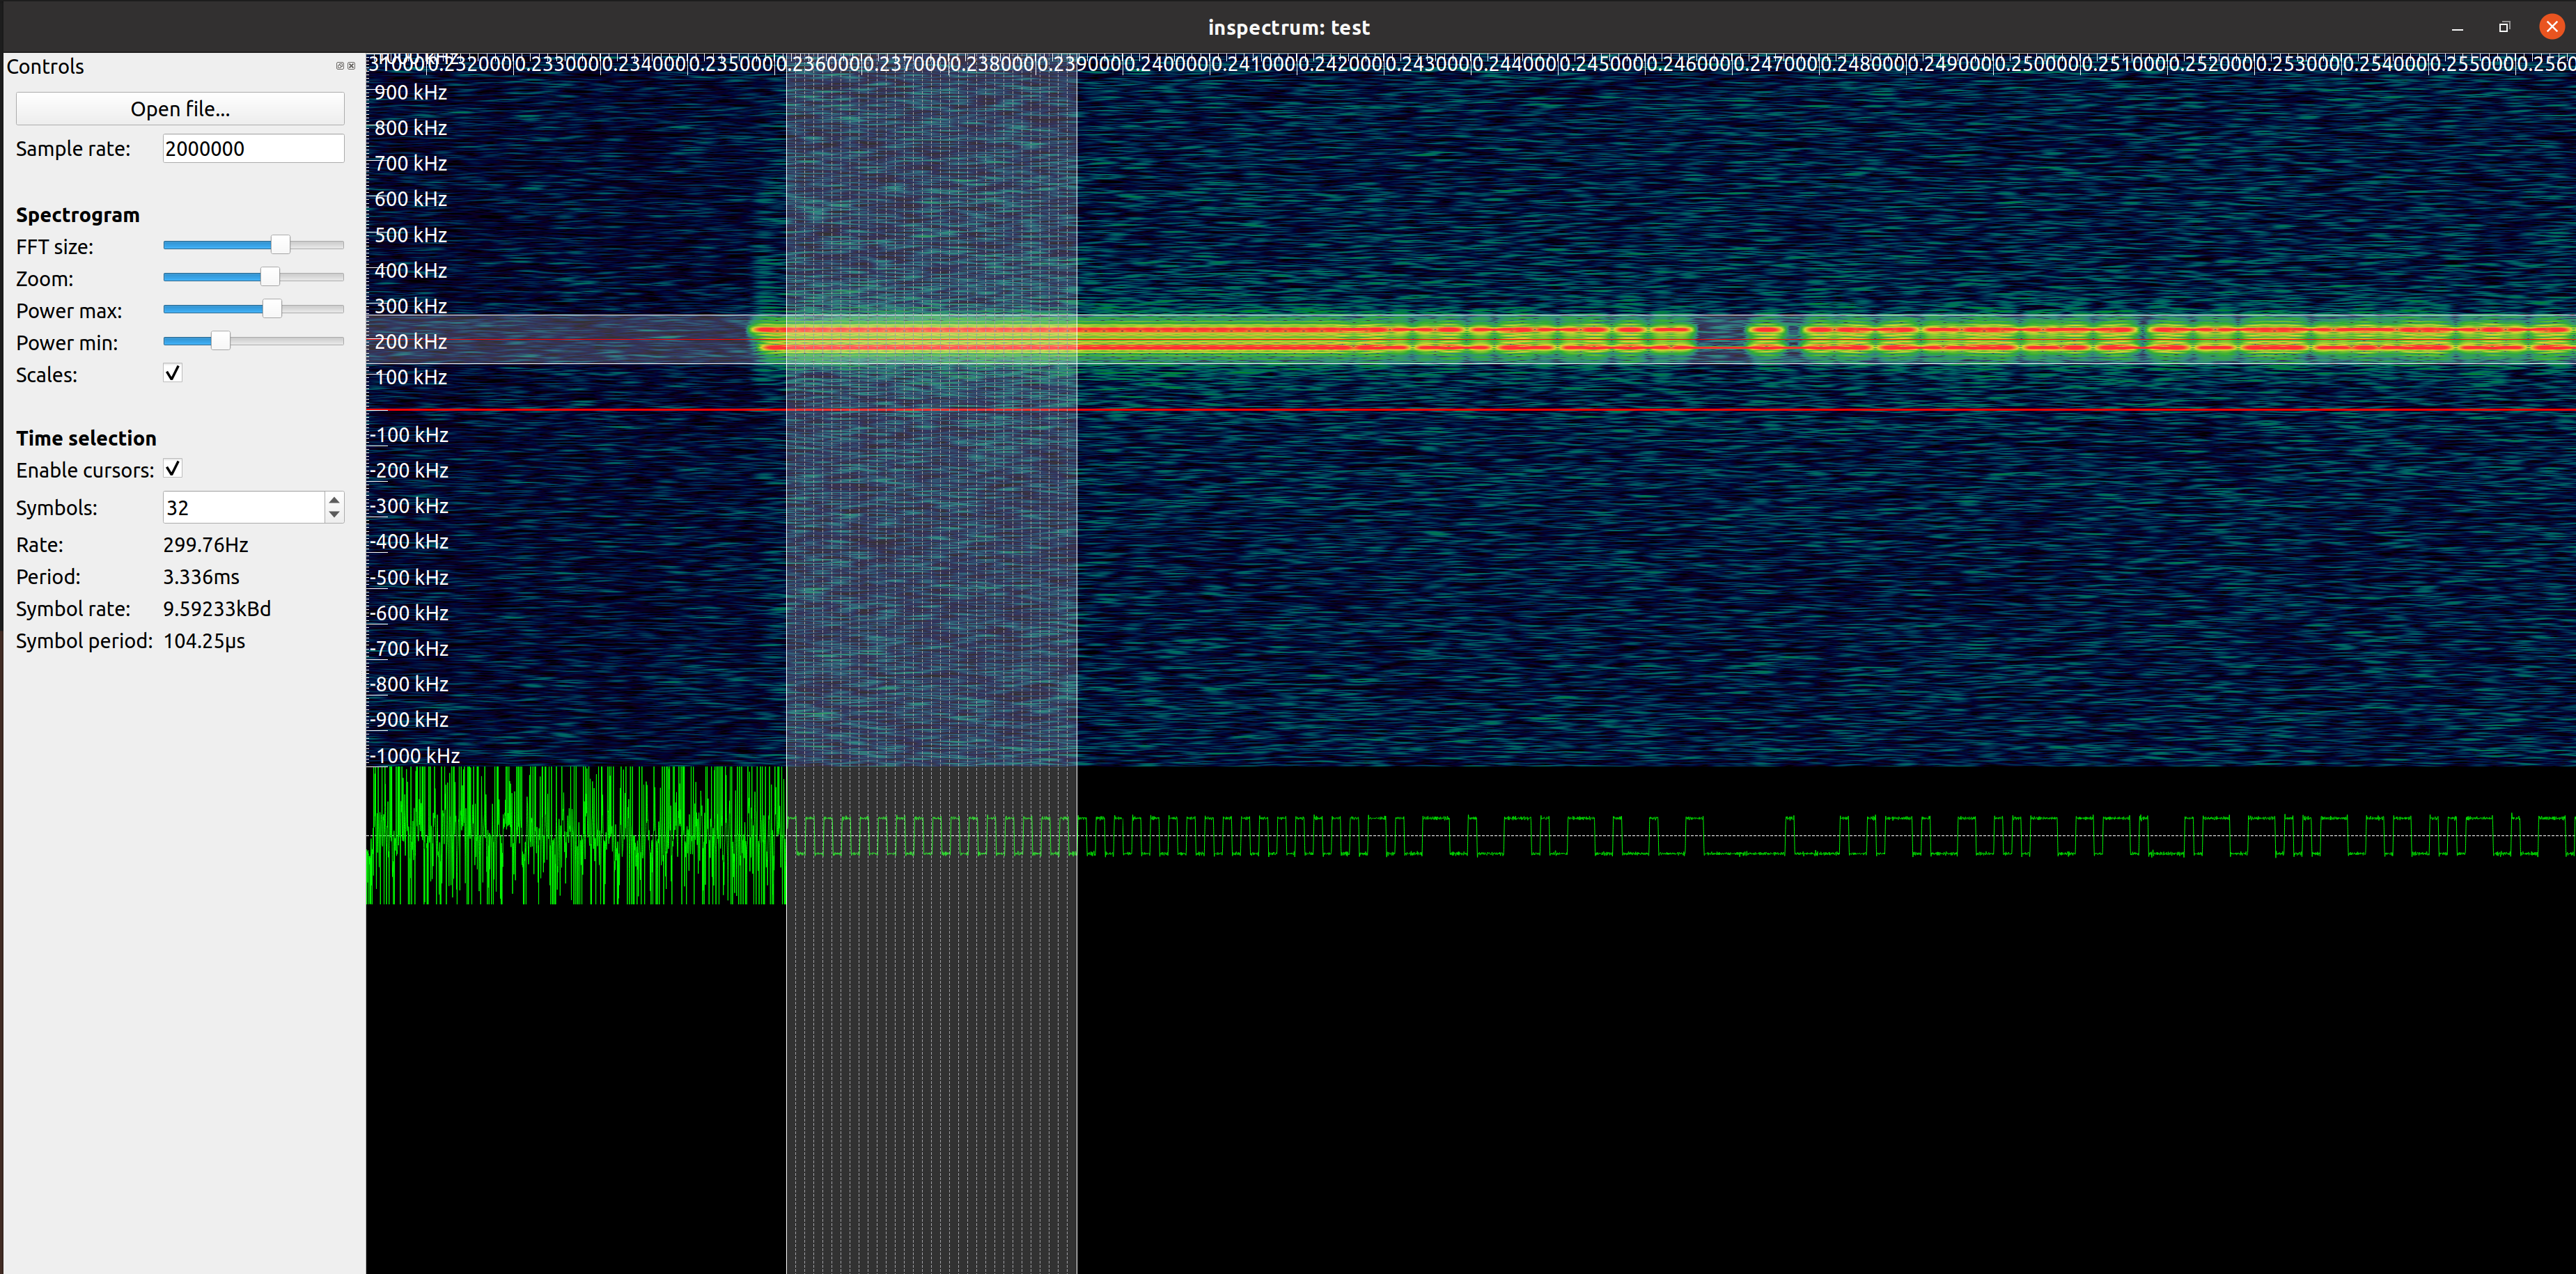 inspectrum: test
Controls
Open file...
Sample rate: 2000000
Spectrogram
FFT size:
Zoom:
Power max:
Power min:
Scales:
Time selection
Enable cursors:
Symbols: 32
Rate: 299.76Hz
Period: 3.336ms
Symbol rate: 9.59233kBd
Symbol period: 104.25µs
310000 0.232000 0.233000 0.234000 0.235000 0.236000 0.237000 0.238000 0.239000 0.240000 0.241000 0.242000 0.243000 0.244000 0.245000 0.246000 0.247000 0.248000 0.249000 0.250000 0.251000 0.252000 0.253000 0.254000 0.255000 0.2560
900 kHz
800 kHz
700 kHz
600 kHz
500 kHz
400 kHz
300 kHz
200 kHz
100 kHz
-100 kHz
-200 kHz
-300 kHz
-400 kHz
-500 kHz
-600 kHz
-700 kHz
-800 kHz
-900 kHz
-1000 kHz